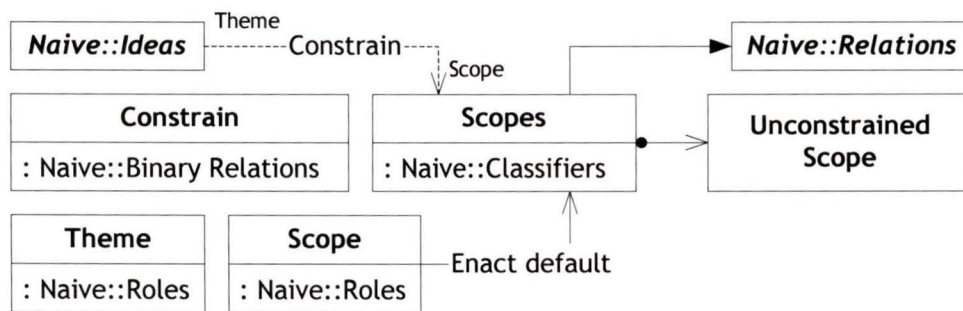 Theme
Naive::Ideas
Constrain
Naive::Relations
Scope
Constrain
: Naive::Binary Relations
Scopes
: Naive::Classifiers
Unconstrained
Scope
Theme
: Naive::Roles
Scope
: Naive::Roles
Enact default